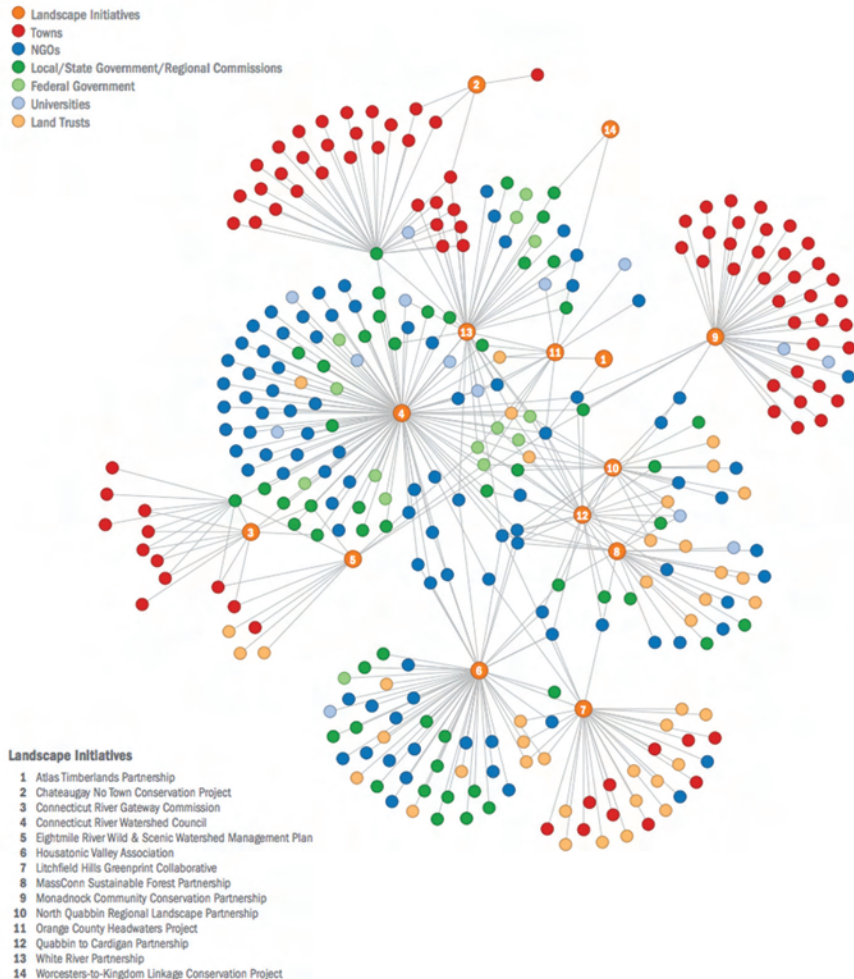 Landscape Initiatives
Towns
NGOs
Local/State Government/Regional Commissions
Federal Government
Universities
Land Trusts
2
14
13
11
1
9
4
10
12
3
5
8
6
7
Landscape Initiatives
1 Atlas Timberlands Partnership
2 Chateaugay No Town Conservation Project
3 Connecticut River Gateway Commission
4 Connecticut River Watershed Council
5 Eightmile River Wild & Scenic Watershed Management Plan
6 Housatonic Valley Association
7 Litchfield Hills Greenprint Collaborative
8 MassConn Sustainable Forest Partnership
9 Monadnock Community Conservation Partnership
10 North Quabbin Regional Landscape Partnership
11 Orange County Headwaters Project
12 Quabbin to Cardigan Partnership
13 White River Partnership
14 Worcesters-to-Kingdom Linkage Conservation Project